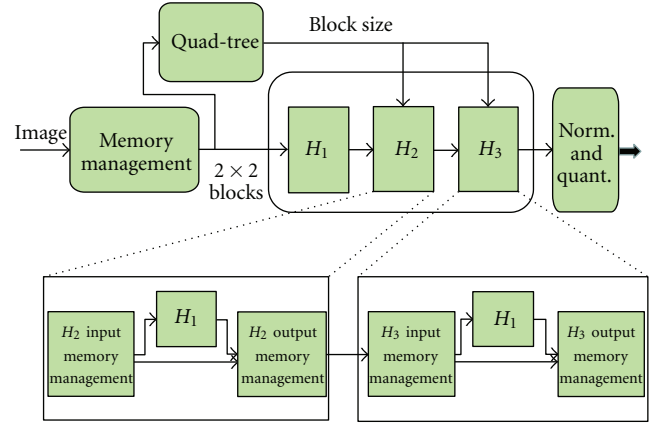 Quad-tree
Block size
Image
Memory
management
2 × 2
blocks
H1
H2
H3
Norm.
and
quant.
H2 input
memory
management
H1
H2 output
memory
management
H3 input
memory
management
H1
H3 output
memory
management